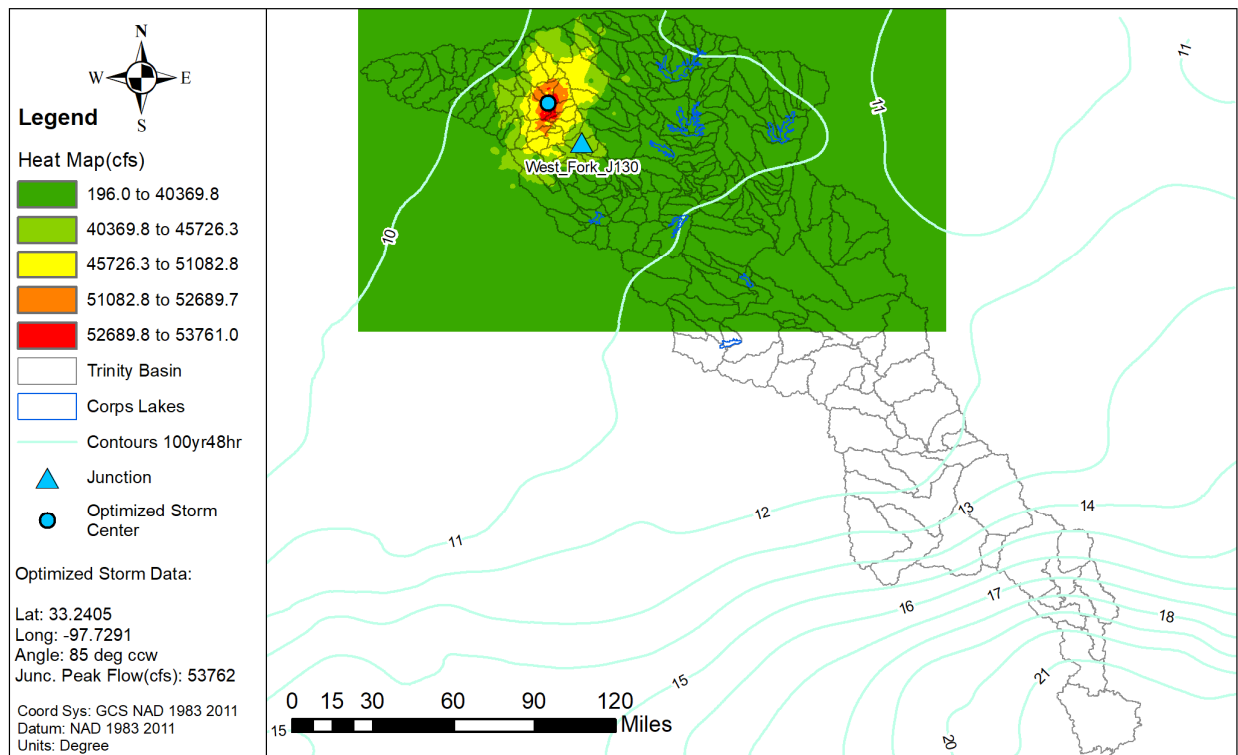 N
W
E
S
Legend
Heat Map(cfs)
196.0 to 40369.8
40369.8 to 45726.3
45726.3 to 51082.8
51082.8 to 52689.7
52689.8 to 53761.0
Trinity Basin
Corps Lakes
Contours 100yr48hr
Junction
Optimized Storm
Center
Optimized Storm Data:
Lat: 33.2405
Long: -97.7291
Angle: 85 deg ccw
Junc. Peak Flow(cfs): 53762
Coord Sys: GCS NAD 1983 2011
Datum: NAD 1983 2011
Units: Degree
11
11
West_Fork_J130
10
12
13
14
11
16
17
18
15
21
20
15
0 15 30 60 90 120
Miles